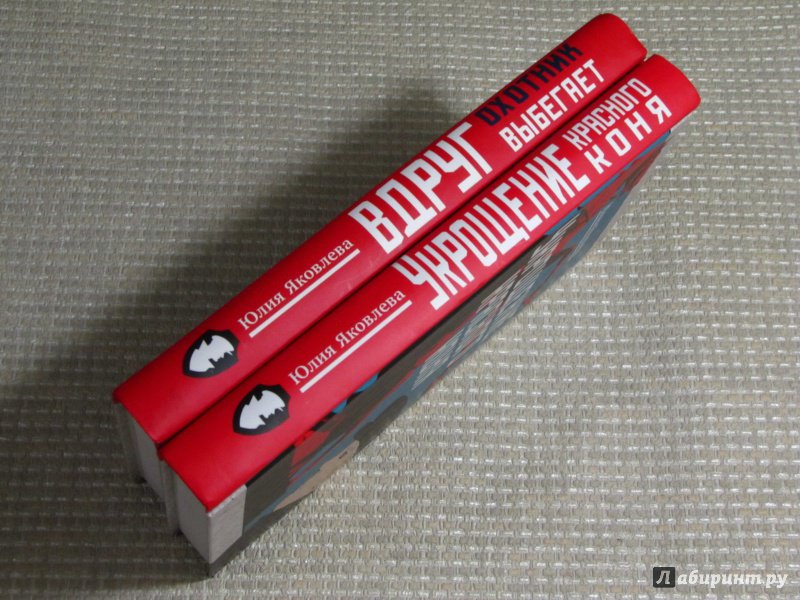 Юлия Яковлева
ВДРУГ
ОХОТНИК
ВЫБЕГАЕТ
Юлия Яковлева
УКРОЩЕНИЕ
КРАСНОГО
КОНЯ
Лабиринт.ру